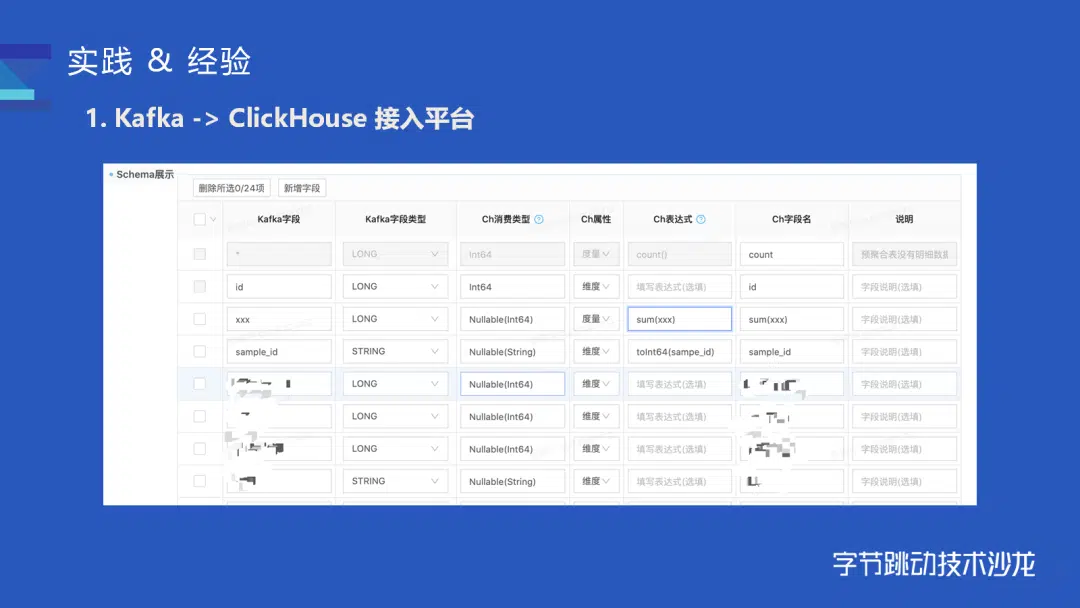 实践 & 经验
1. Kafka -> ClickHouse 接入平台
Schema展示
删除所选0/24项 新增字段
Kafka字段 Kafka字段类型 Ch消费类型 Ch属性 Ch表达式 Ch字段名 说明
* LONG Int64 度量 count() count 预聚合表没有明细数据
id LONG Int64 维度 填写表达式(选填) id 字段说明(选填)
xxx LONG Nullable(Int64) 度量 sum(xxx) sum(xxx) 字段说明(选填)
sample_id STRING Nullable(String) 维度 toInt64(sampe_id) sample_id 字段说明(选填)
LONG Nullable(Int64) 维度 填写表达式(选填) 字段说明(选填)
LONG Nullable(Int64) 维度 填写表达式(选填) 字段说明(选填)
LONG Nullable(Int64) 维度 填写表达式(选填) 字段说明(选填)
STRING Nullable(String) 维度 填写表达式(选填) 字段说明(选填)
字节跳动技术沙龙